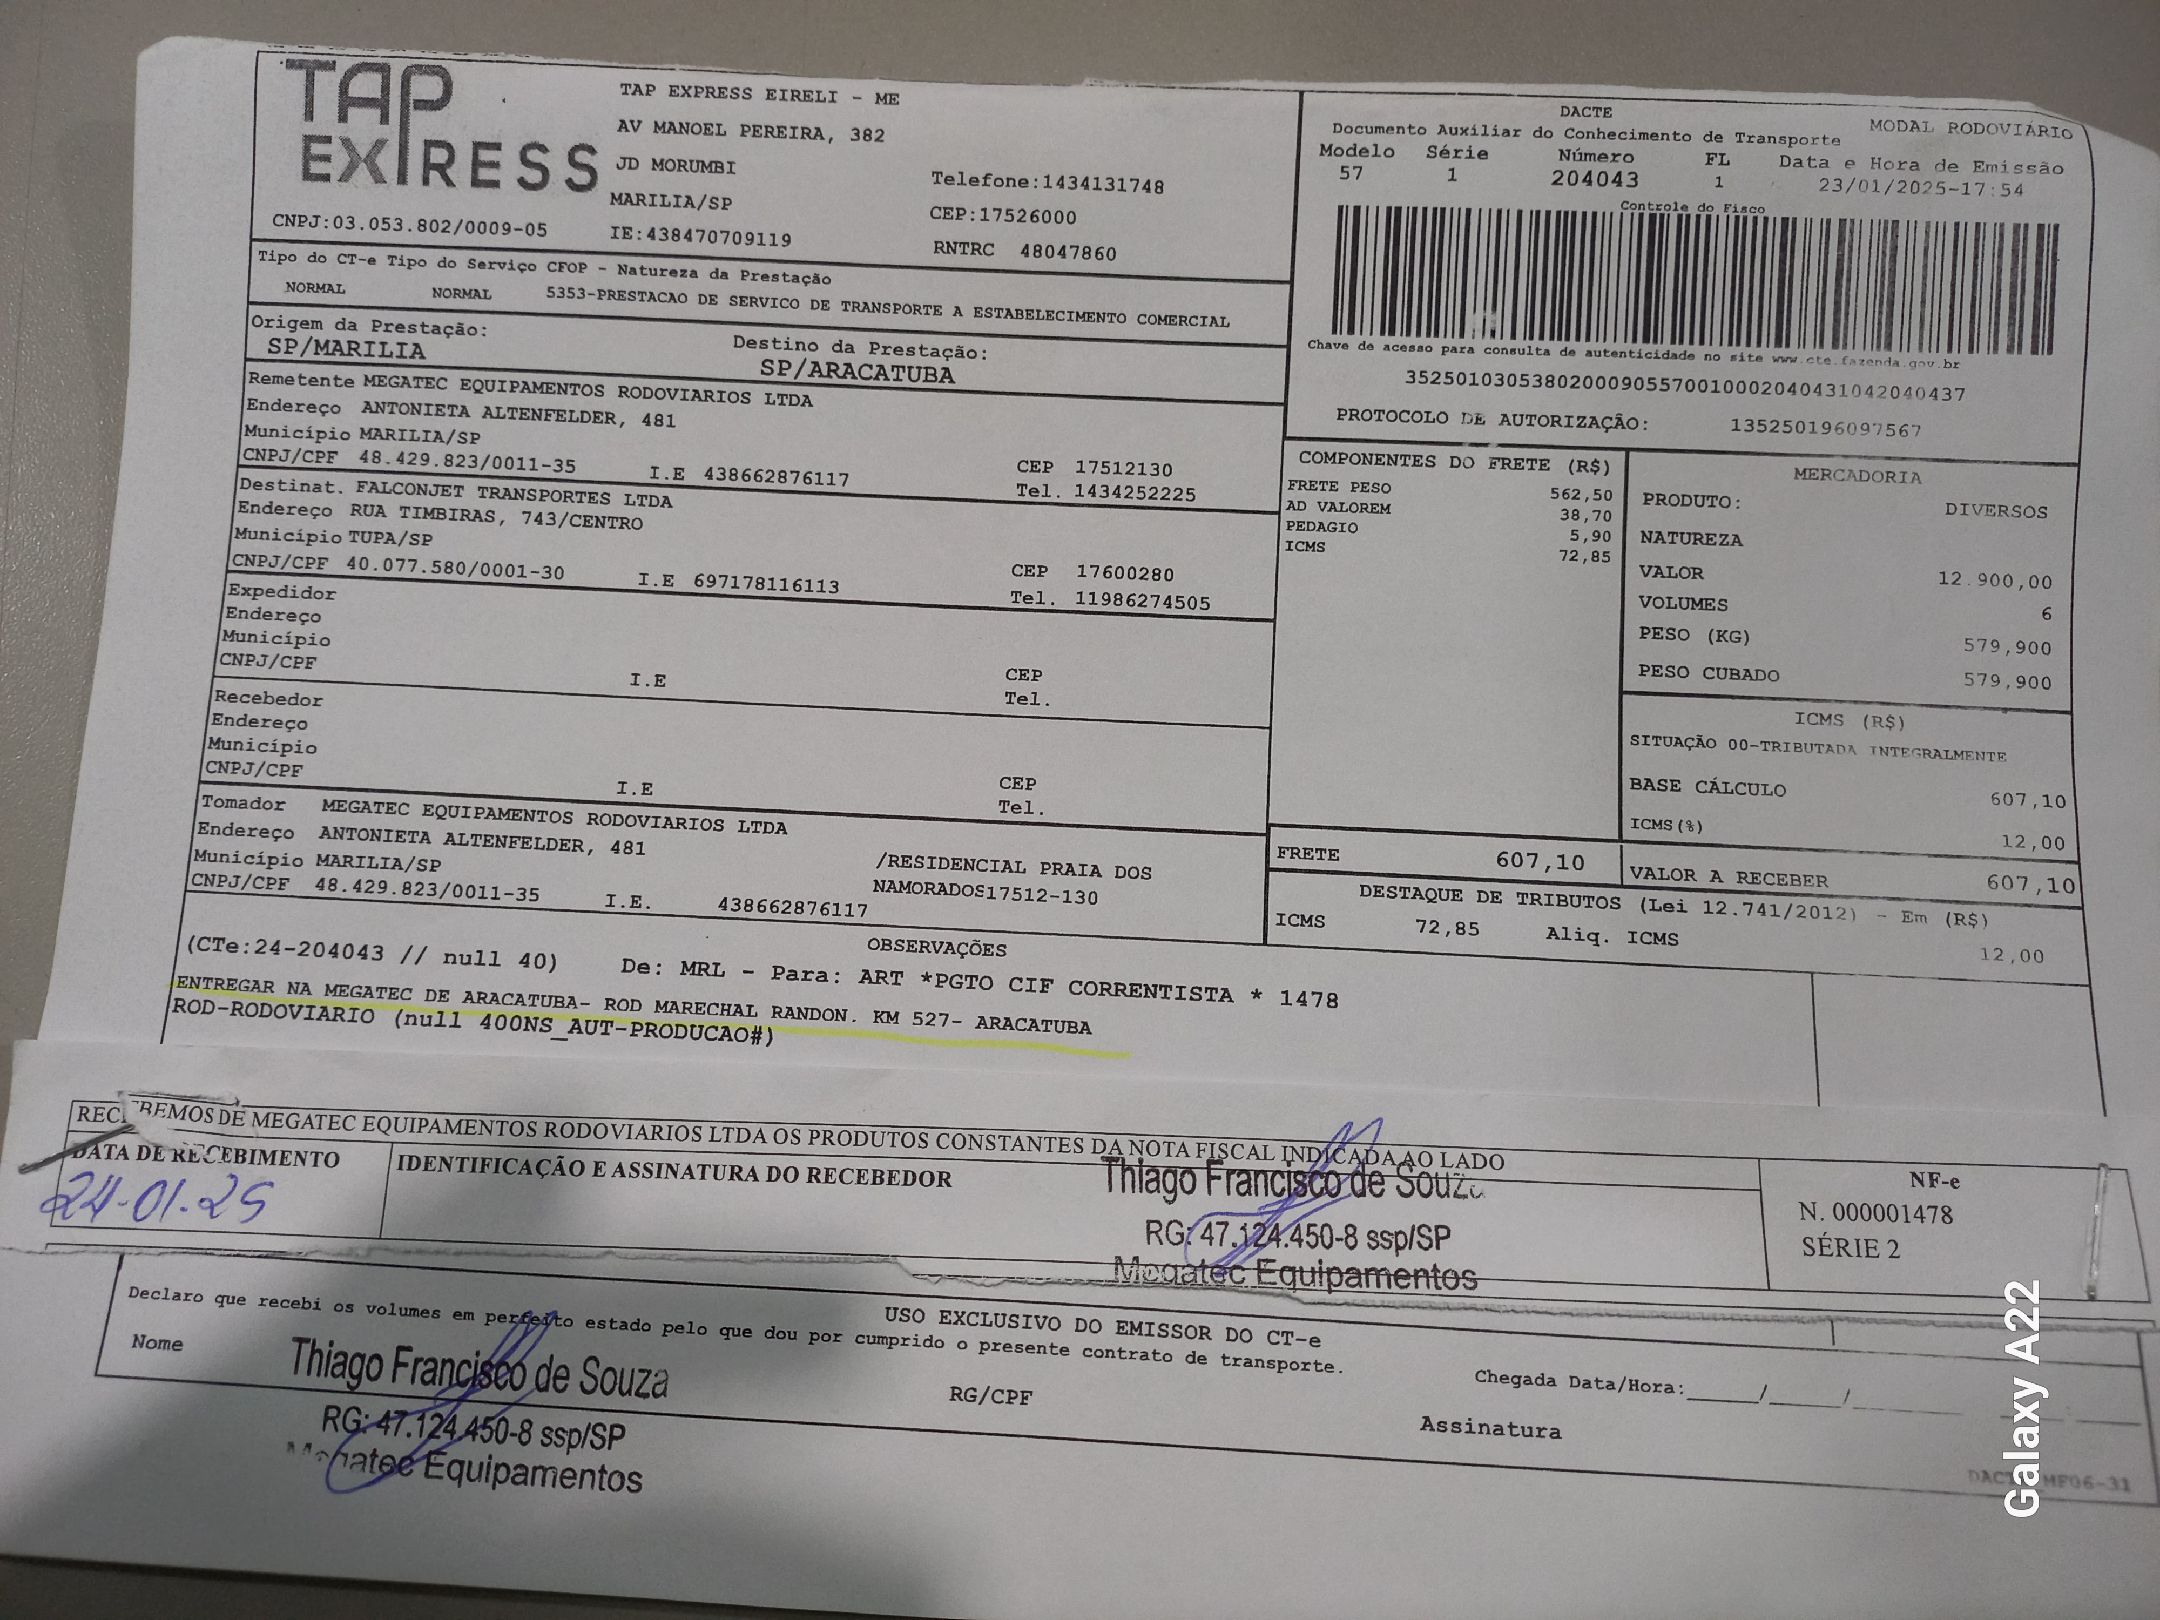 TAP EXPRESS
TAP EXPRESS EIRELI - ME
AV MANOEL PEREIRA, 382
JD MORUMBI
Telefone:1434131748
MARILIA/SP
CEP:17526000
CNPJ:03.053.802/0009-05
IE:438470709119
RNTRC 48047860
DACTE
MODAL RODOVIÁRIO
Documento Auxiliar do Conhecimento de Transporte
Modelo Série Número FL Data e Hora de Emissão
57 1 204043 1 23/01/2025-17:54
Controle do Fisco
Chave de acesso para consulta de autenticidade no site www.cte.fazenda.gov.br
35250103053802000905570010002040431042040437
PROTOCOLO DE AUTORIZAÇÃO: 135250196097567
Tipo do CT-e Tipo do Serviço CFOP - Natureza da Prestação
NORMAL NORMAL 5353-PRESTACAO DE SERVICO DE TRANSPORTE A ESTABELECIMENTO COMERCIAL
Origem da Prestação: Destino da Prestação:
SP/MARILIA SP/ARACATUBA
Remetente MEGATEC EQUIPAMENTOS RODOVIARIOS LTDA
Endereço ANTONIETA ALTENFELDER, 481
Município MARILIA/SP CEP 17512130
CNPJ/CPF 48.429.823/0011-35 I.E 438662876117 Tel. 1434252225
Destinat. FALCONJET TRANSPORTES LTDA
Endereço RUA TIMBIRAS, 743/CENTRO
Município TUPA/SP CEP 17600280
CNPJ/CPF 40.077.580/0001-30 I.E 697178116113 Tel. 11986274505
Expedidor
Endereço
Município CEP
CNPJ/CPF I.E Tel.
Recebedor
Endereço
Município CEP
CNPJ/CPF I.E Tel.
Tomador MEGATEC EQUIPAMENTOS RODOVIARIOS LTDA
Endereço ANTONIETA ALTENFELDER, 481 /RESIDENCIAL PRAIA DOS
Município MARILIA/SP NAMORADOS17512-130
CNPJ/CPF 48.429.823/0011-35 I.E. 438662876117
COMPONENTES DO FRETE (R$)
FRETE PESO 562,50
AD VALOREM 38,70
PEDAGIO 5,90
ICMS 72,85
MERCADORIA
PRODUTO: DIVERSOS
NATUREZA
VALOR 12.900,00
VOLUMES 6
PESO (KG) 579,900
PESO CUBADO 579,900
ICMS (R$)
SITUAÇÃO 00-TRIBUTADA INTEGRALMENTE
BASE CÁLCULO 607,10
ICMS(%) 12,00
FRETE 607,10 VALOR A RECEBER 607,10
DESTAQUE DE TRIBUTOS (Lei 12.741/2012) - Em (R$)
ICMS 72,85 Aliq. ICMS 12,00
OBSERVAÇÕES
(CTe:24-204043 // null 40) De: MRL - Para: ART *PGTO CIF CORRENTISTA * 1478
ENTREGAR NA MEGATEC DE ARACATUBA- ROD MARECHAL RANDON. KM 527- ARACATUBA
ROD-RODOVIARIO (null 400NS_AUT-PRODUCAO#)
RECEBEMOS DE MEGATEC EQUIPAMENTOS RODOVIARIOS LTDA OS PRODUTOS CONSTANTES DA NOTA FISCAL INDICADA AO LADO
DATA DE RECEBIMENTO
24-01.25
IDENTIFICAÇÃO E ASSINATURA DO RECEBEDOR
Thiago Francisco de Souza
RG: 47.124.450-8 ssp/SP
Megatec Equipamentos
NF-e
N. 000001478
SÉRIE 2
USO EXCLUSIVO DO EMISSOR DO CT-e
Declaro que recebi os volumes em perfeito estado pelo que dou por cumprido o presente contrato de transporte.
Nome
Thiago Francisco de Souza
RG: 47.124.450-8 ssp/SP
Megatec Equipamentos
RG/CPF
Chegada Data/Hora:_____/____/
Assinatura
Galaxy A22